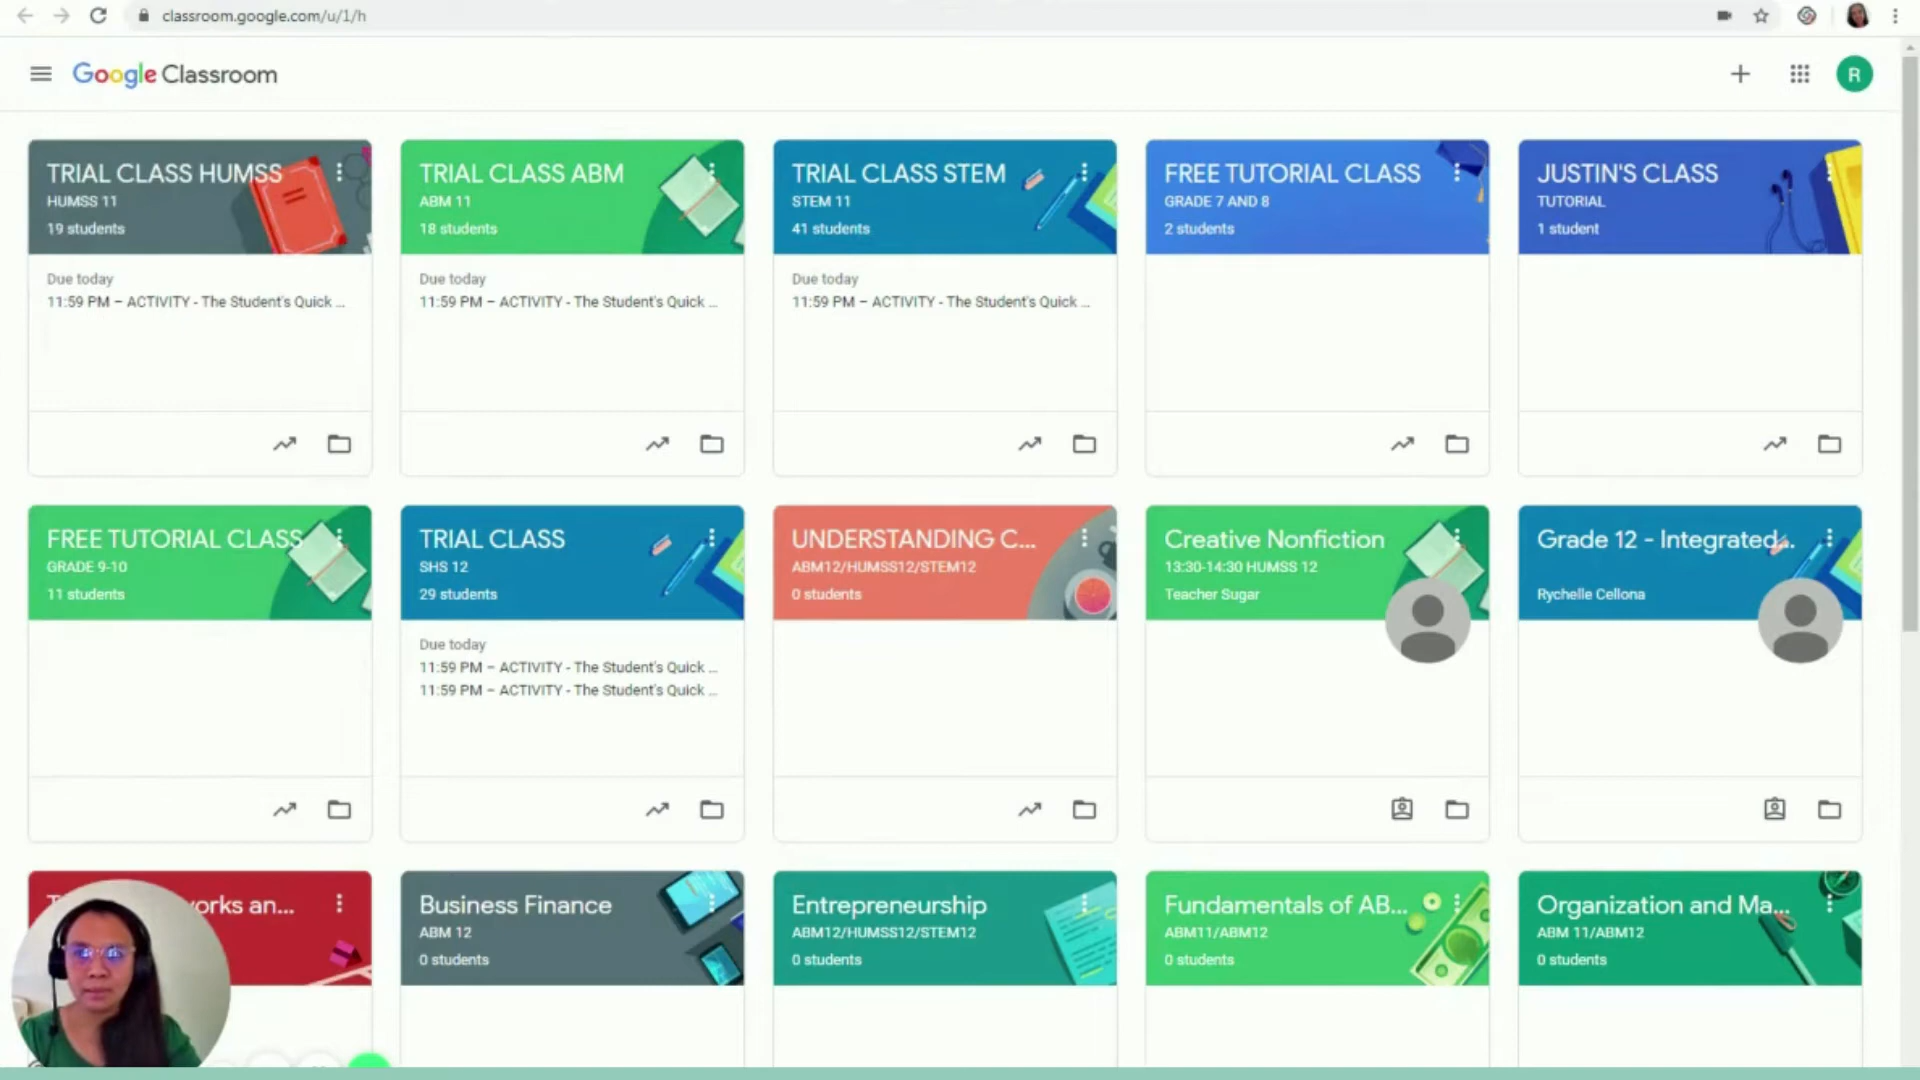 classroom.google.com/u/1/h
Google Classroom
R
TRIAL CLASS HUMSS
HUMSS 11
19 students
Due today
11:59 PM – ACTIVITY - The Student's Quick ...
TRIAL CLASS ABM
ABM 11
18 students
Due today
11:59 PM – ACTIVITY - The Student's Quick ...
TRIAL CLASS STEM
STEM 11
41 students
Due today
11:59 PM – ACTIVITY - The Student's Quick ...
FREE TUTORIAL CLASS
GRADE 7 AND 8
2 students
JUSTIN'S CLASS
TUTORIAL
1 student
FREE TUTORIAL CLASS
GRADE 9-10
11 students
TRIAL CLASS
SHS 12
29 students
Due today
11:59 PM – ACTIVITY - The Student's Quick ...
11:59 PM – ACTIVITY - The Student's Quick ...
UNDERSTANDING C...
ABM12/HUMSS12/STEM12
0 students
Creative Nonfiction
13:30-14:30 HUMSS 12
Teacher Sugar
Grade 12 - Integrated...
Rychelle Cellona
an...
Business Finance
ABM 12
0 students
Entrepreneurship
ABM12/HUMSS12/STEM12
0 students
Fundamentals of AB...
ABM11/ABM12
0 students
Organization and Ma...
ABM 11/ABM12
0 students